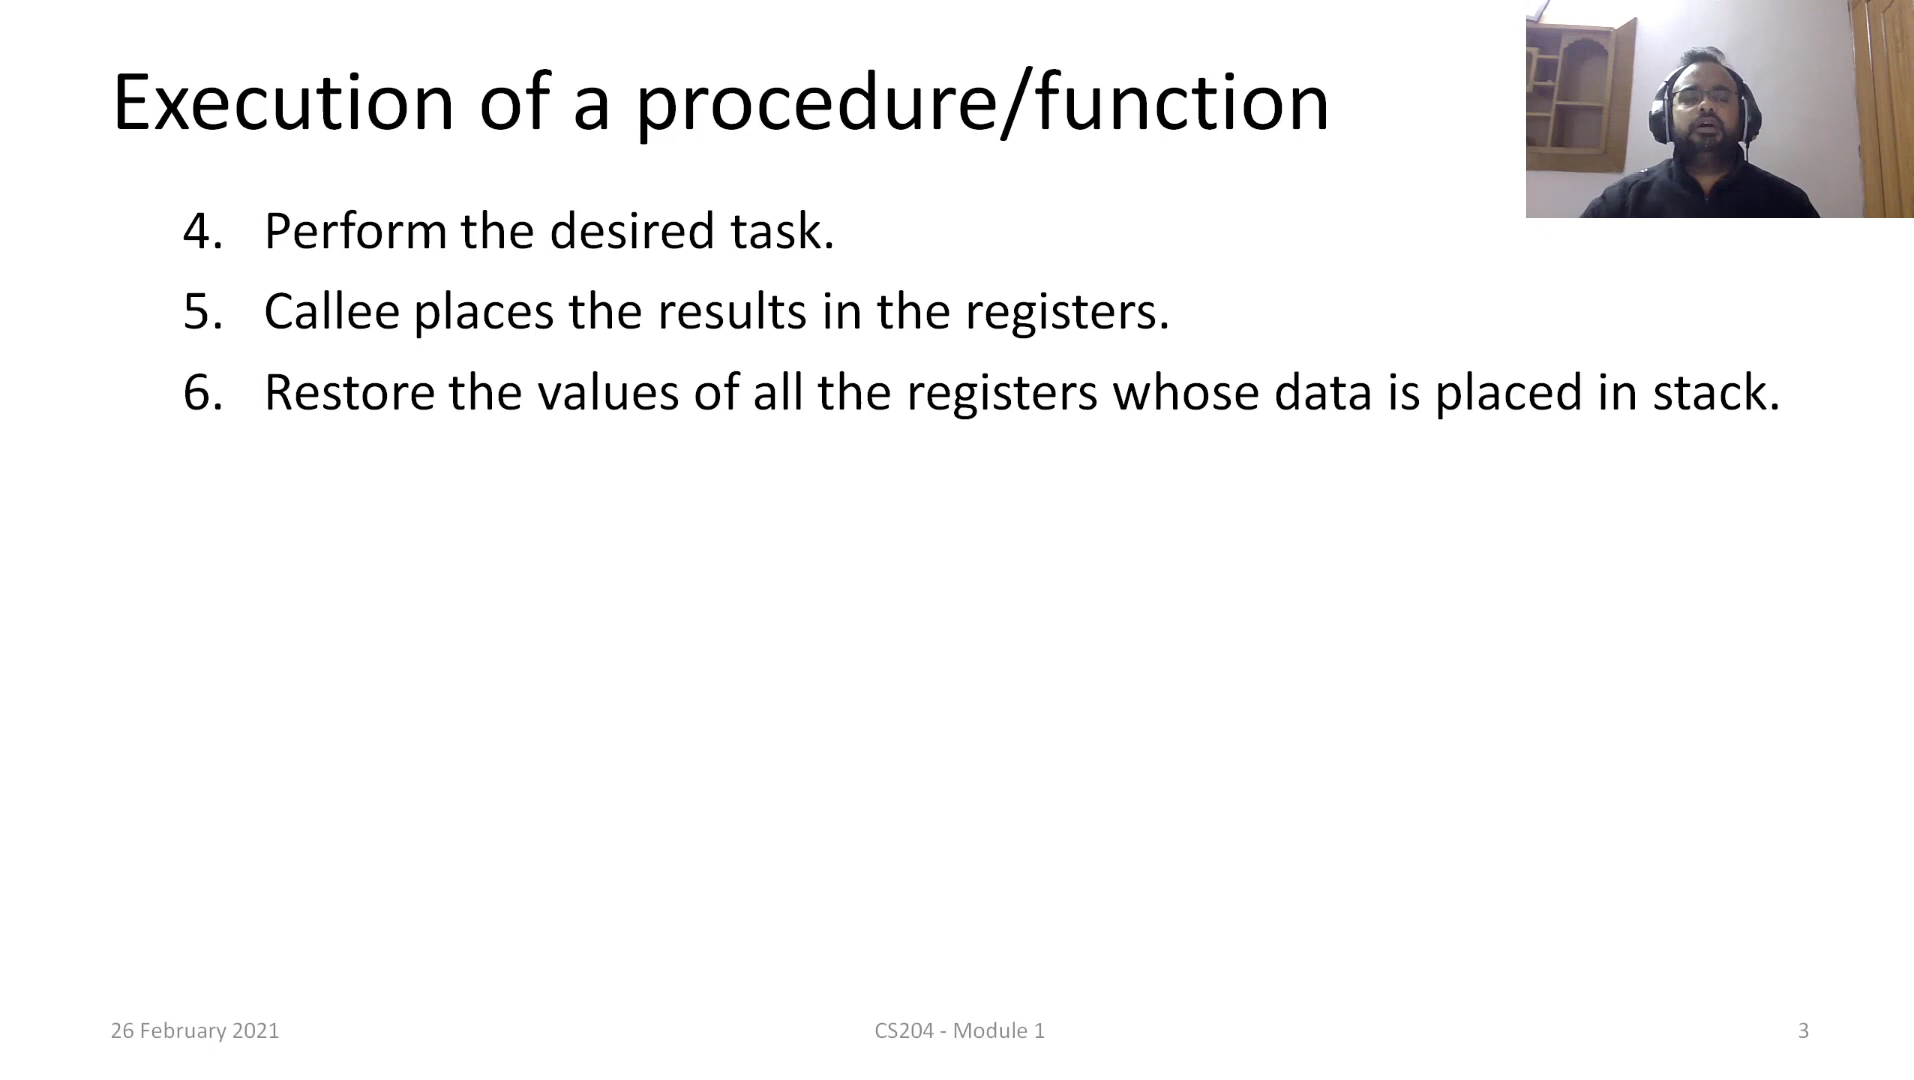 Execution of a procedure/function
4. Perform the desired task.
5. Callee places the results in the registers.
6. Restore the values of all the registers whose data is placed in stack.
26 February 2021
CS204 - Module 1
3